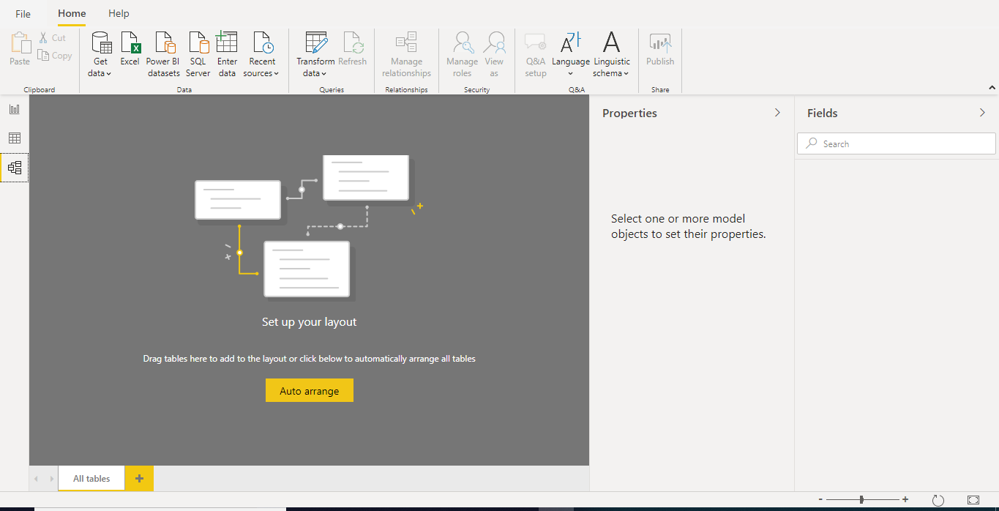 File
Home
Help
Paste
Cut
Copy
Clipboard
Get
data
Excel
Power BI
datasets
SQL
Server
Enter
data
Recent
sources
Data
Transform
data
Refresh
Queries
Manage
relationships
Relationships
Manage
roles
View
as
Security
Q&A
setup
Language
Linguistic
schema
Q&A
Publish
Share
Set up your layout
Drag tables here to add to the layout or click below to automatically arrange all tables
Auto arrange
Properties
Select one or more model
objects to set their properties.
Fields
Search
All tables